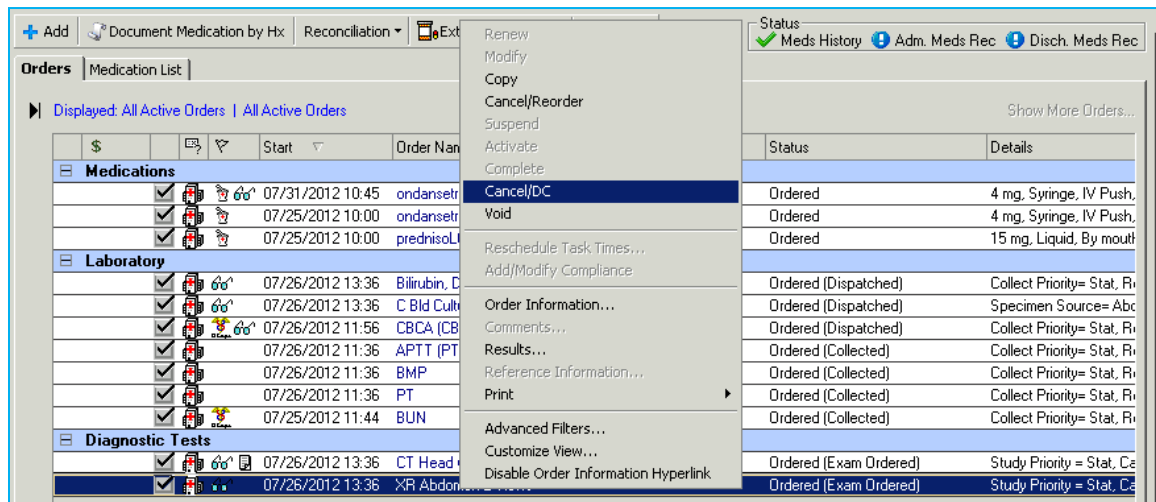 Add Document Medication by Hx Reconciliation Ext
Status
Meds History Adm. Meds Rec Disch. Meds Rec
Orders Medication List
Displayed: All Active Orders | All Active Orders Show More Orders...
$ Start Order Nan Status Details
Medications
07/31/2012 10:45 ondansetr Ordered 4 mg, Syringe, IV Push,
07/25/2012 10:00 ondansetr Ordered 4 mg, Syringe, IV Push,
07/25/2012 10:00 prednisoL Ordered 15 mg, Liquid, By mouth
Laboratory
07/26/2012 13:36 Bilirubin, D Ordered (Dispatched) Collect Priority= Stat, R
07/26/2012 13:36 C Bld Cult Ordered (Dispatched) Specimen Source= Abd
07/26/2012 11:56 CBCA (CB Ordered (Dispatched) Collect Priority= Stat, R
07/26/2012 11:36 APTT (PT Ordered (Collected) Collect Priority= Stat, R
07/26/2012 11:36 BMP Ordered (Collected) Collect Priority= Stat, R
07/26/2012 11:36 PT Ordered (Collected) Collect Priority= Stat, R
07/25/2012 11:44 BUN Ordered (Collected) Collect Priority= Stat, R
Diagnostic Tests
07/26/2012 13:36 CT Head Ordered (Exam Ordered) Study Priority = Stat, Ca
07/26/2012 13:36 XR Abdom Ordered (Exam Ordered) Study Priority = Stat, Ca
Renew
Modify
Copy
Cancel/Reorder
Suspend
Activate
Complete
Cancel/DC
Void
Reschedule Task Times...
Add/Modify Compliance
Order Information...
Comments...
Results...
Reference Information...
Print
Advanced Filters...
Customize View...
Disable Order Information Hyperlink